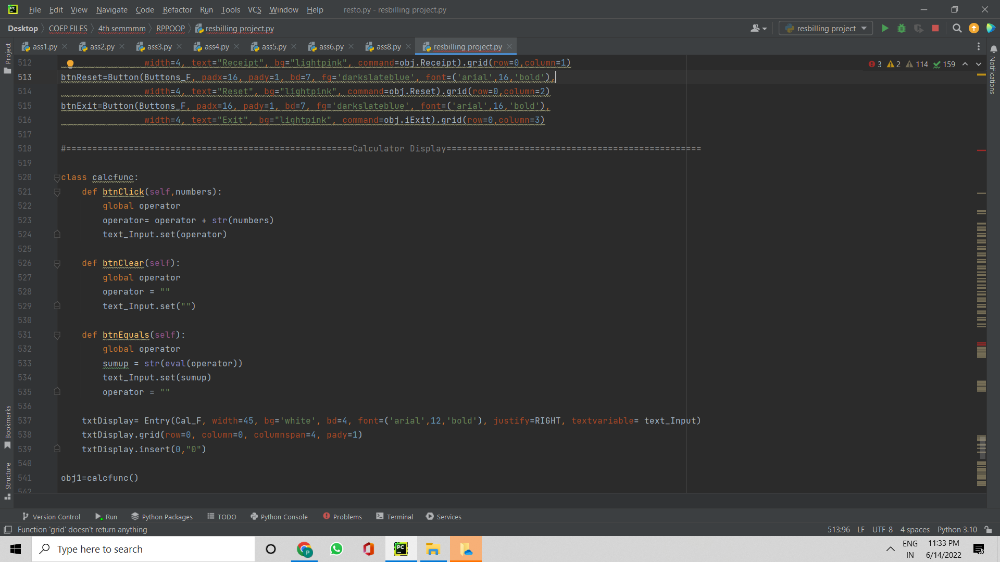 PC File Edit View Navigate Code Refactor Run Tools VCS Window Help resto.py - resbilling project.py
Desktop COEP FILES 4th semmmm RPPOOP resbilling project.py resbilling project
ass1.py ass2.py ass3.py ass4.py ass5.py ass6.py ass8.py resbilling project.py
Project
Notifications
3 2 114 159
512 width=4, text="Receipt", bg="lightpink", command=obj.Receipt).grid(row=0,column=1)
513 btnReset=Button(Buttons_F, padx=16, pady=1, bd=7, fg='darkslateblue', font=('arial',16,'bold'),
514 width=4, text="Reset", bg="lightpink", command=obj.Reset).grid(row=0,column=2)
515 btnExit=Button(Buttons_F, padx=16, pady=1, bd=7, fg='darkslateblue', font=('arial',16,'bold'),
516 width=4, text="Exit", bg="lightpink", command=obj.iExit).grid(row=0,column=3)
517
518 #=======================================================Calculator Display=================================================
519
520 class calcfunc:
521 def btnClick(self,numbers):
522 global operator
523 operator= operator + str(numbers)
524 text_Input.set(operator)
525
526 def btnClear(self):
527 global operator
528 operator = ""
529 text_Input.set("")
530
531 def btnEquals(self):
532 global operator
533 sumup = str(eval(operator))
534 text_Input.set(sumup)
535 operator = ""
536
537 txtDisplay= Entry(Cal_F, width=45, bg='white', bd=4, font=('arial',12,'bold'), justify=RIGHT, textvariable= text_Input)
538 txtDisplay.grid(row=0, column=0, columnspan=4, pady=1)
539 txtDisplay.insert(0,"0")
540
541 obj1=calcfunc()
542
Bookmarks
Structure
Version Control Run Python Packages TODO Python Console Problems Terminal Services
Function 'grid' doesn't return anything 513:96 LF UTF-8 4 spaces Python 3.10
Type here to search P PC ENG 11:33 PM
IN 6/14/2022